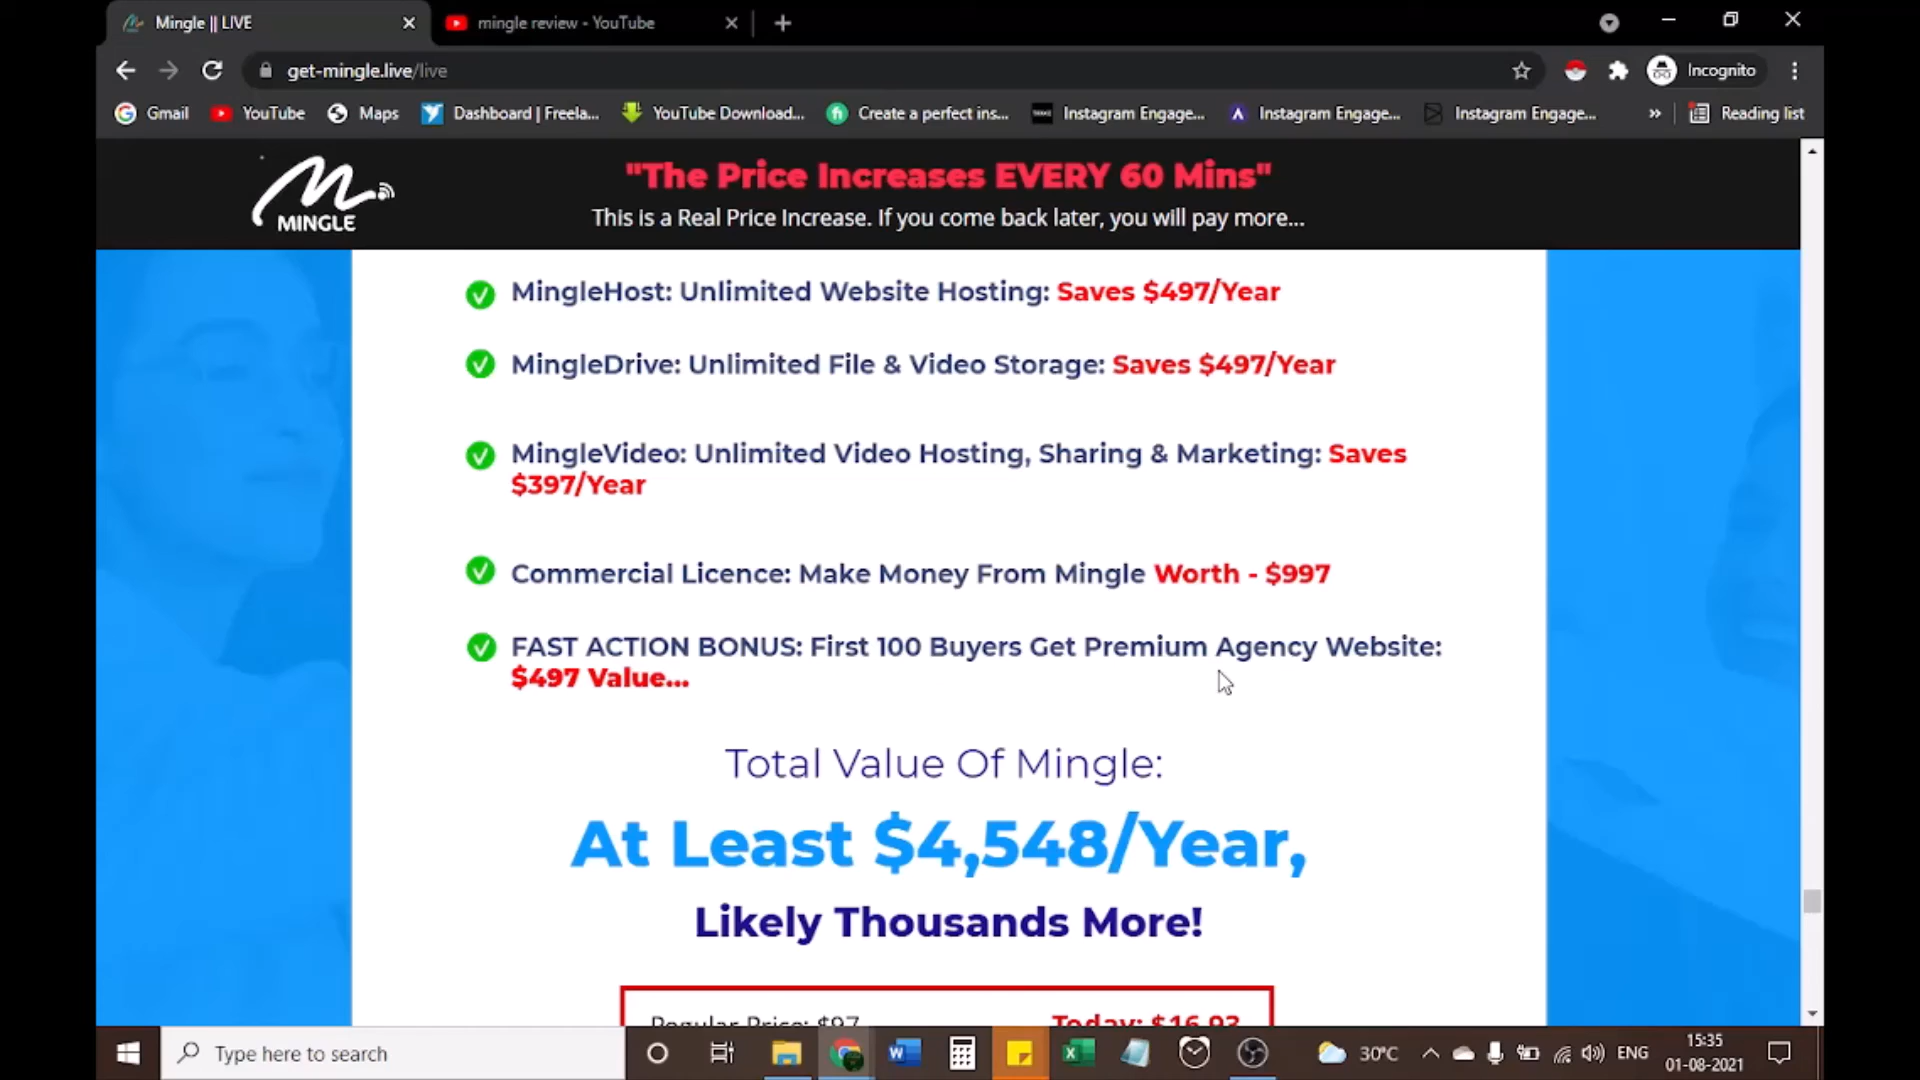 Mingle || LIVE
mingle review - YouTube
get-mingle.live/live
Incognito
Gmail
YouTube
Maps
Dashboard | Freela...
YouTube Download...
Create a perfect ins...
Instagram Engage...
Instagram Engage...
Instagram Engage...
»
Reading list
MINGLE
"The Price Increases EVERY 60 Mins"
This is a Real Price Increase. If you come back later, you will pay more...
MingleHost: Unlimited Website Hosting: Saves $497/Year
MingleDrive: Unlimited File & Video Storage: Saves $497/Year
MingleVideo: Unlimited Video Hosting, Sharing & Marketing: Saves
$397/Year
Commercial Licence: Make Money From Mingle Worth - $997
FAST ACTION BONUS: First 100 Buyers Get Premium Agency Website:
$497 Value...
Total Value Of Mingle:
At Least $4,548/Year,
Likely Thousands More!
Regular Price: $97
Today: $16.93
Type here to search
30°C
ENG
15:35
01-08-2021